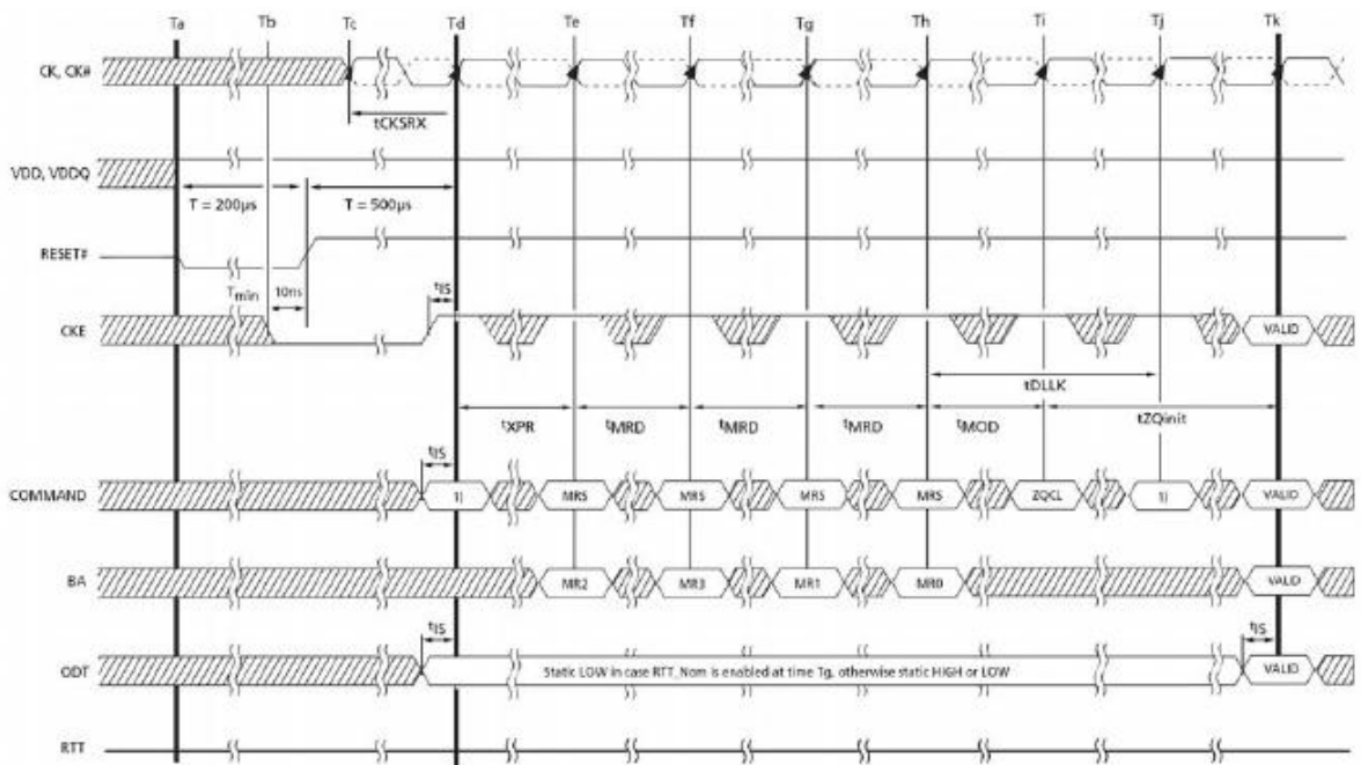 Ta Tb Tc Td Te Tf Tg Th Ti Tj Tk
CK, CK#
tCKSRX
VDD, VDDQ
T = 200µs T = 500µs
RESET#
Tmin 10ns tIS
CKE VALID
tDLLK
tXPR tMRD tMRD tMRD tMOD tZQinit
tIS
COMMAND 1) MRS MRS MRS MRS ZQCL 1) VALID
BA MR2 MR3 MR1 MR0 VALID
tIS tIS
ODT Static LOW in case RTT_Nom is enabled at time Tg, otherwise static HIGH or LOW VALID
RTT